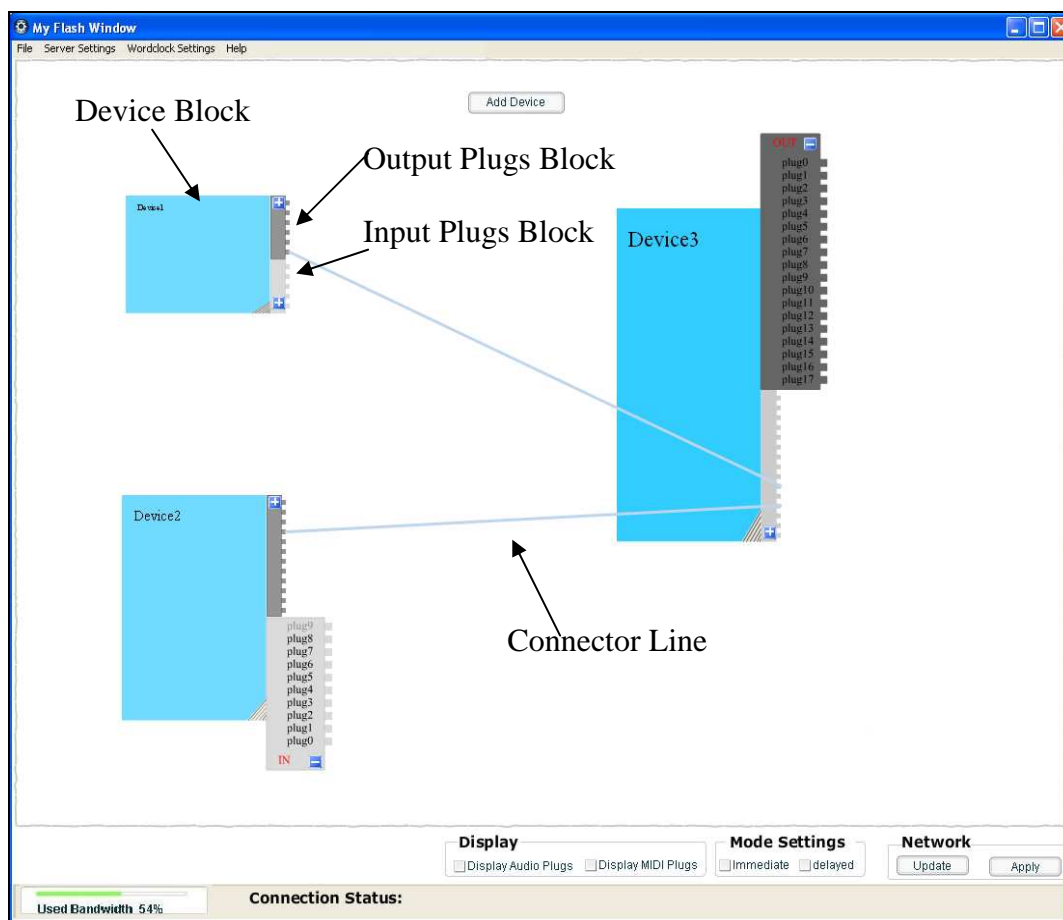 My Flash Window
File Server Settings Wordclock Settings Help
Add Device
Device Block
Output Plugs Block
Input Plugs Block
Device1
OUT
plug0
plug1
plug2
plug3
plug4
plug5
plug6
plug7
plug8
plug9
plug10
plug11
plug12
plug13
plug14
plug15
plug16
plug17
Device3
Device2
plug9
plug8
plug7
plug6
plug5
plug4
plug3
plug2
plug1
plug0
IN
Connector Line
Display
Display Audio Plugs Display MIDI Plugs
Mode Settings
Immediate delayed
Network
Update Apply
Used Bandwidth 54%
Connection Status: